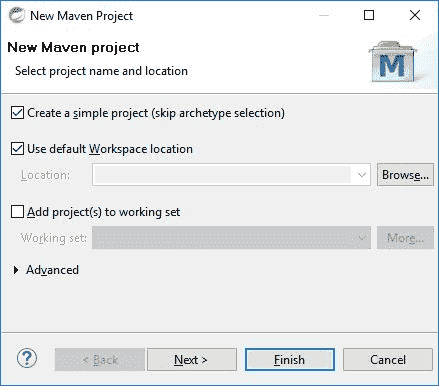 New Maven Project
New Maven project
Select project name and location
M
Create a simple project (skip archetype selection)
Use default Workspace location
Location:
Browse...
Add project(s) to working set
Working set:
More...
Advanced
?
< Back
Next >
Finish
Cancel